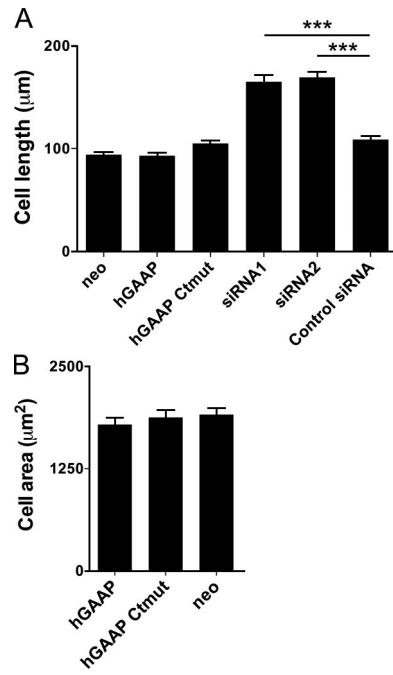 A
***
***
200
100
0
Cell length (μm)
neo
hGAAP
hGAAP Ctmut
siRNA1
siRNA2
Control siRNA
B
2500
1250
0
Cell area (μm²)
hGAAP
hGAAP Ctmut
neo